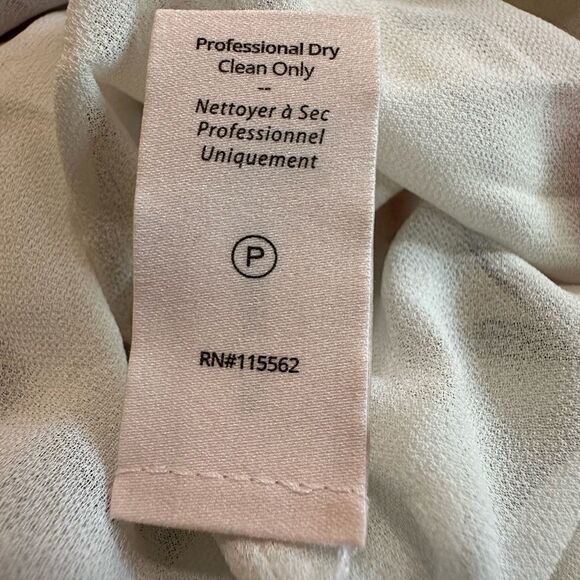 Professional Dry
Clean Only
--
Nettoyer à Sec
Professionnel
Uniquement
P
RN#115562